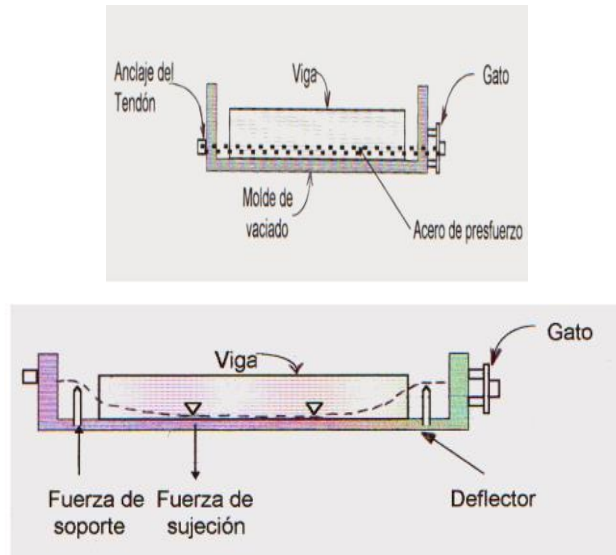 Anclaje del
Tendón
Viga
Gato
Molde de
vaciado
Acero de presfuerzo
Viga
Gato
Fuerza de
soporte
Fuerza de
sujeción
Deflector